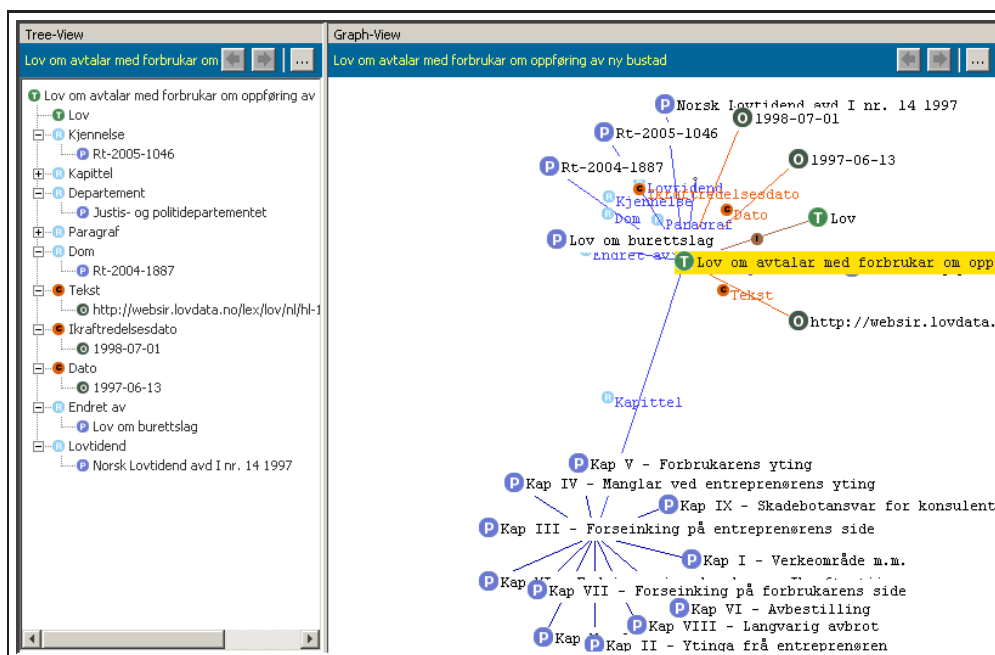 Tree-View
Lov om avtalar med forbrukar om
...
T Lov om avtalar med forbrukar om oppføring av
T Lov
R Kjennelse
P Rt-2005-1046
R Kapittel
R Departement
P Justis- og politidepartementet
R Paragraf
R Dom
P Rt-2004-1887
C Tekst
O http://websir.lovdata.no/lex/lov/nl/hl-1
C Ikraftredelsesdato
O 1998-07-01
C Dato
O 1997-06-13
R Endret av
P Lov om burettslag
R Lovtidend
P Norsk Lovtidend avd I nr. 14 1997
Graph-View
Lov om avtalar med forbrukar om oppføring av ny bustad
...
P Norsk Lovtidend avd I nr. 14 1997
O 1998-07-01
P Rt-2005-1046
O 1997-06-13
P Rt-2004-1887
R Lovtidend
C Ikraftredelsesdato
R Kjennelse
C Dato
R Dom
R Paragraf
T Lov
P Lov om burettslag
I
R Endret av
T Lov om avtalar med forbrukar om opp
C Tekst
O http://websir.lovdata.
R Kapittel
P Kap V - Forbrukarens yting
P Kap IV - Manglar ved entreprenørens yting
P Kap IX - Skadebotansvar for konsulent
P Kap III - Forseinking på entreprenørens side
P Kap I - Verkeområde m.m.
P Kap
P Kap VII - Forseinking på forbrukarens side
P Kap VI - Avbestilling
P Kap VIII - Langvarig avbrot
P Kap
P Kap II - Ytinga frå entreprenøren